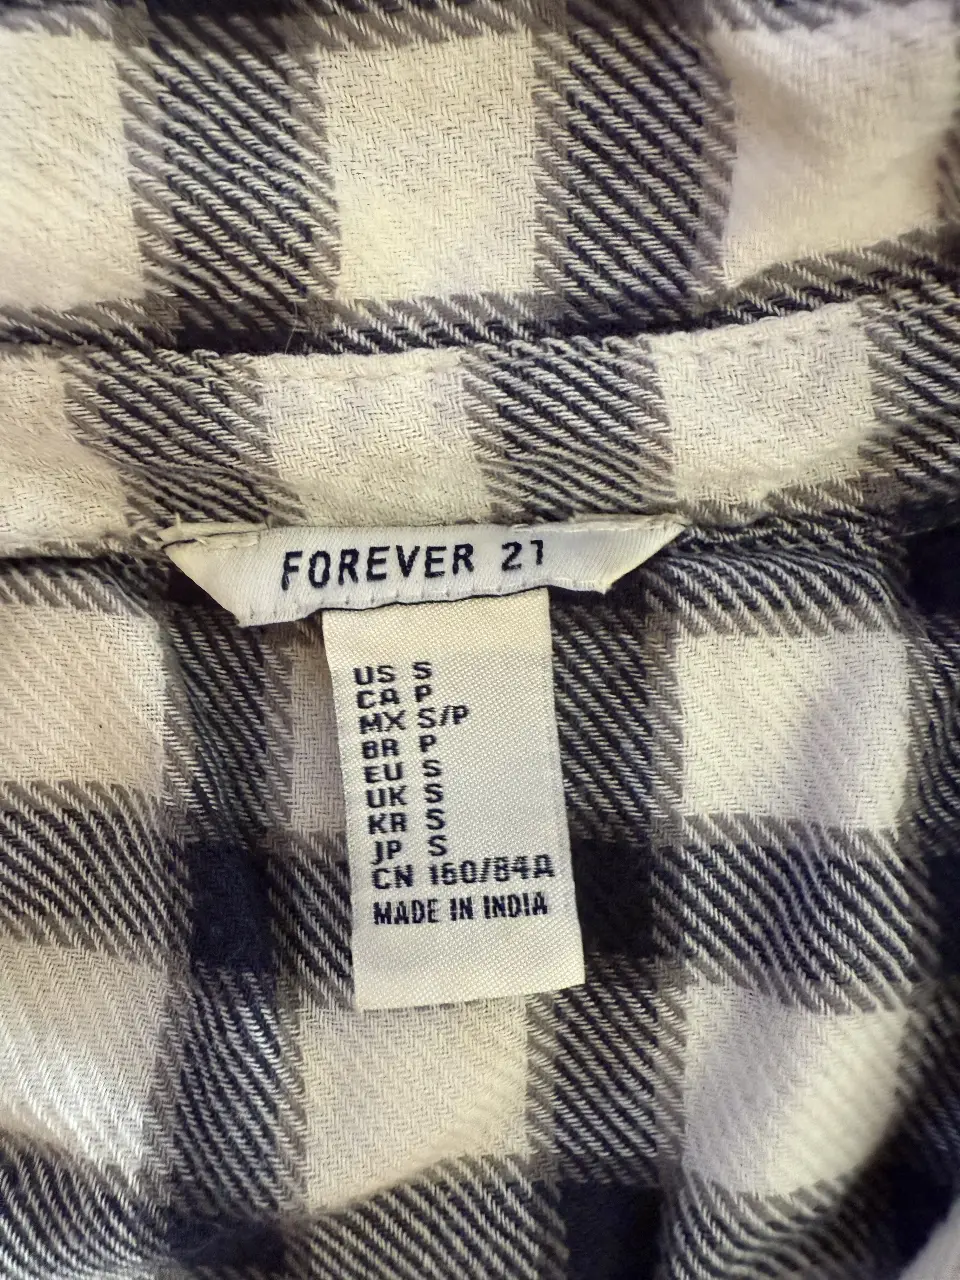 FOREVER 21
US S
CA P
MX S/P
BR P
EU S
UK S
KR S
JP S
CN 160/84A
MADE IN INDIA